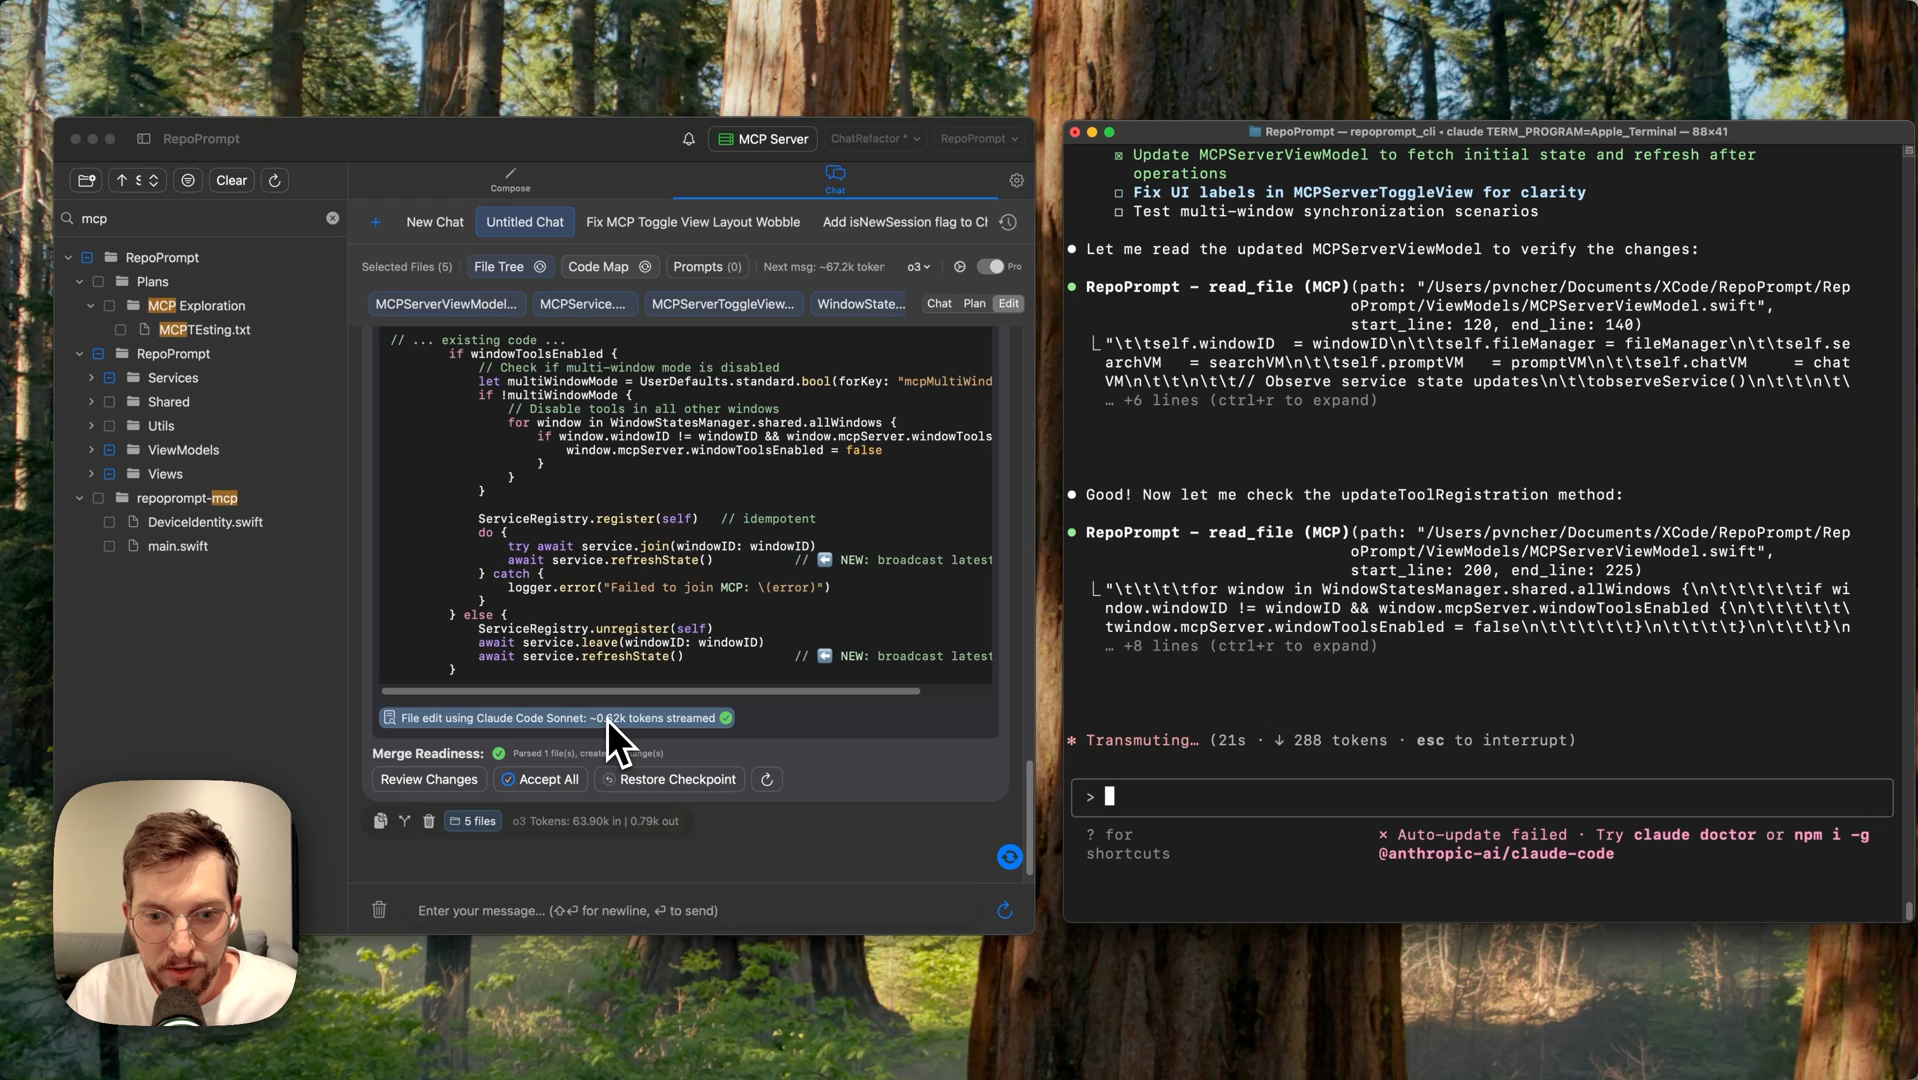 RepoPrompt
MCP Server
ChatRefactor *
RepoPrompt
Clear
Compose
Chat
mcp
New Chat
Untitled Chat
Fix MCP Toggle View Layout Wobble
Add isNewSession flag to Ch
Selected Files (5)
File Tree
Code Map
Prompts (0)
Next msg: ~67.2k toker
o3
Pro
MCPServerViewModel...
MCPService....
MCPServerToggleView...
WindowState...
Chat
Plan
Edit
RepoPrompt
Plans
MCP Exploration
MCPTEsting.txt
RepoPrompt
Services
Shared
Utils
ViewModels
Views
repoprompt-mcp
DeviceIdentity.swift
main.swift
// ... existing code ...
if windowToolsEnabled {
// Check if multi-window mode is disabled
let multiWindowMode = UserDefaults.standard.bool(forKey: "mcpMultiWind
if !multiWindowMode {
// Disable tools in all other windows
for window in WindowStatesManager.shared.allWindows {
if window.windowID != windowID && window.mcpServer.windowTools
window.mcpServer.windowToolsEnabled = false
}
}
}
ServiceRegistry.register(self) // idempotent
do {
try await service.join(windowID: windowID)
await service.refreshState() // ⬅️ NEW: broadcast latest
} catch {
logger.error("Failed to join MCP: \(error)")
}
} else {
ServiceRegistry.unregister(self)
await service.leave(windowID: windowID)
await service.refreshState() // ⬅️ NEW: broadcast latest
}
File edit using Claude Code Sonnet: tokens streamed
Merge Readiness:
Parsed 1 file(s),
Review Changes
Accept All
Restore Checkpoint
5 files
o3 Tokens: 63.90k in | 0.79k out
Enter your message... (⇧↵ for newline, ↵ to send)
RepoPrompt — repoprompt_cli ◂ claude TERM_PROGRAM=Apple_Terminal — 88×41
☒ Update MCPServerViewModel to fetch initial state and refresh after
operations
☐ Fix UI labels in MCPServerToggleView for clarity
☐ Test multi-window synchronization scenarios
● Let me read the updated MCPServerViewModel to verify the changes:
● RepoPrompt - read_file (MCP)(path: "/Users/pvncher/Documents/XCode/RepoPrompt/Rep
oPrompt/ViewModels/MCPServerViewModel.swift",
start_line: 120, end_line: 140)
⎿ "\t\tself.windowID = windowID\n\t\tself.fileManager = fileManager\n\t\tself.se
archVM = searchVM\n\t\tself.promptVM = promptVM\n\t\tself.chatVM = chat
VM\n\t\t\n\t\t// Observe service state updates\n\t\tobserveService()\n\t\t\n\t\
… +6 lines (ctrl+r to expand)
● Good! Now let me check the updateToolRegistration method:
● RepoPrompt - read_file (MCP)(path: "/Users/pvncher/Documents/XCode/RepoPrompt/Rep
oPrompt/ViewModels/MCPServerViewModel.swift",
start_line: 200, end_line: 225)
⎿ "\t\t\t\tfor window in WindowStatesManager.shared.allWindows {\n\t\t\t\t\tif wi
ndow.windowID != windowID && window.mcpServer.windowToolsEnabled {\n\t\t\t\t\t\
twindow.mcpServer.windowToolsEnabled = false\n\t\t\t\t\t}\n\t\t\t\t}\n\t\t\t}\n
… +8 lines (ctrl+r to expand)
✻ Transmuting… (21s · ↓ 288 tokens · esc to interrupt)
>
? for
shortcuts
× Auto-update failed · Try claude doctor or npm i -g
@anthropic-ai/claude-code